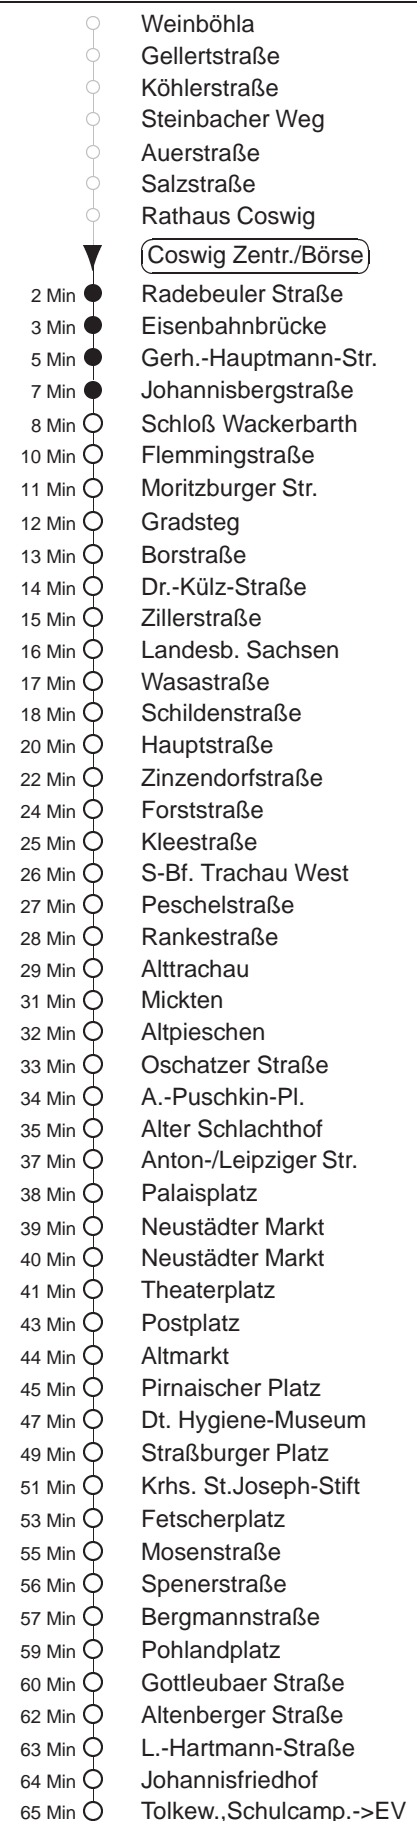 Weinböhla
Gellertstraße
Köhlerstraße
Steinbacher Weg
Auerstraße
Salzstraße
Rathaus Coswig
Coswig Zentr./Börse
2 Min Radebeuler Straße
3 Min Eisenbahnbrücke
5 Min Gerh.-Hauptmann-Str.
7 Min Johannisbergstraße
8 Min Schloß Wackerbarth
10 Min Flemmingstraße
11 Min Moritzburger Str.
12 Min Gradsteg
13 Min Borstraße
14 Min Dr.-Külz-Straße
15 Min Zillerstraße
16 Min Landesb. Sachsen
17 Min Wasastraße
18 Min Schildenstraße
20 Min Hauptstraße
22 Min Zinzendorfstraße
24 Min Forststraße
25 Min Kleestraße
26 Min S-Bf. Trachau West
27 Min Peschelstraße
28 Min Rankestraße
29 Min Alttrachau
31 Min Mickten
32 Min Altpieschen
33 Min Oschatzer Straße
34 Min A.-Puschkin-Pl.
35 Min Alter Schlachthof
37 Min Anton-/Leipziger Str.
38 Min Palaisplatz
39 Min Neustädter Markt
40 Min Neustädter Markt
41 Min Theaterplatz
43 Min Postplatz
44 Min Altmarkt
45 Min Pirnaischer Platz
47 Min Dt. Hygiene-Museum
49 Min Straßburger Platz
51 Min Krhs. St.Joseph-Stift
53 Min Fetscherplatz
55 Min Mosenstraße
56 Min Spenerstraße
57 Min Bergmannstraße
59 Min Pohlandplatz
60 Min Gottleubaer Straße
62 Min Altenberger Straße
63 Min L.-Hartmann-Straße
64 Min Johannisfriedhof
65 Min Tolkew.,Schulcamp.->EV